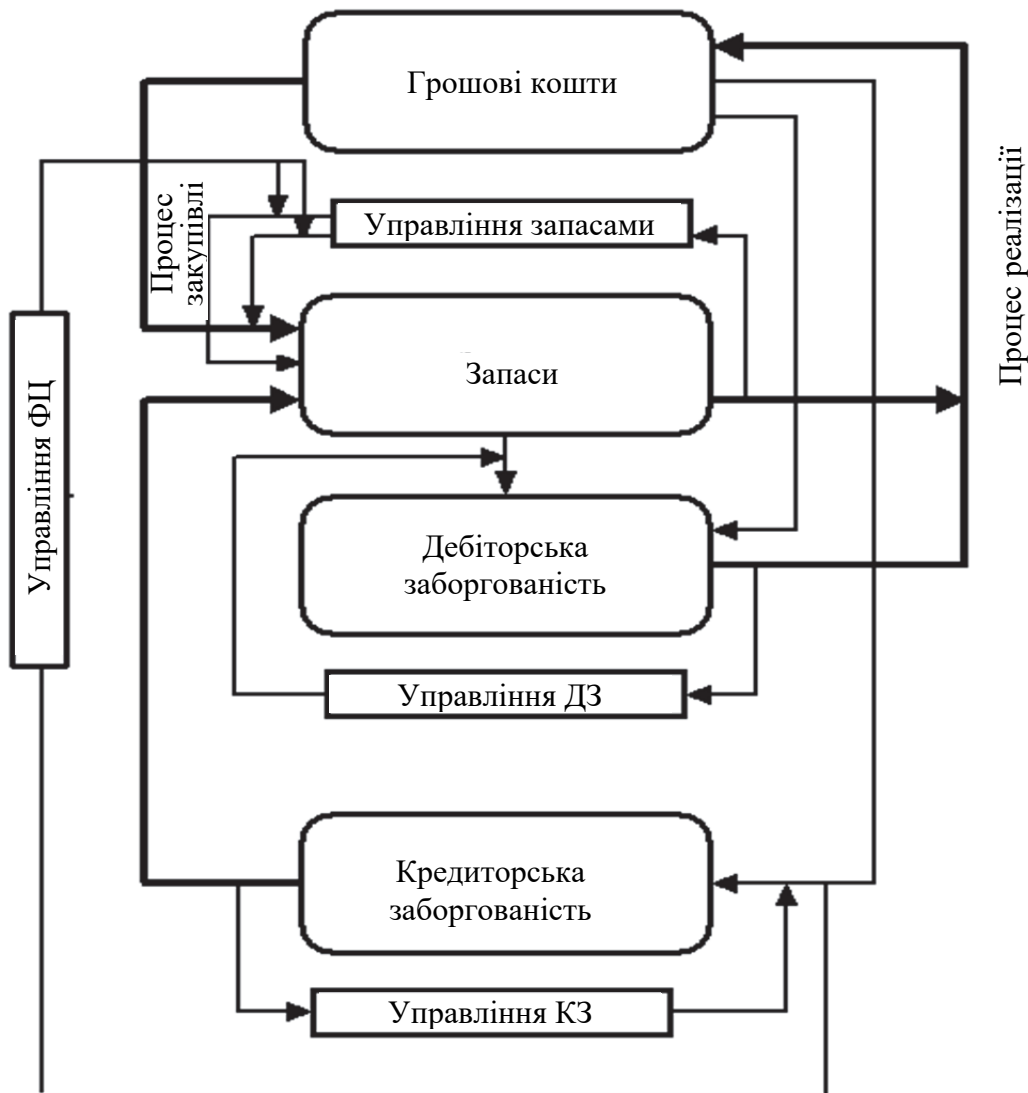 Грошові кошти
Процес реалізації
Процес
закупівлі
Управління запасами
Запаси
Управління ФЦ
Дебіторська
заборгованість
Управління ДЗ
Кредиторська
заборгованість
Управління КЗ